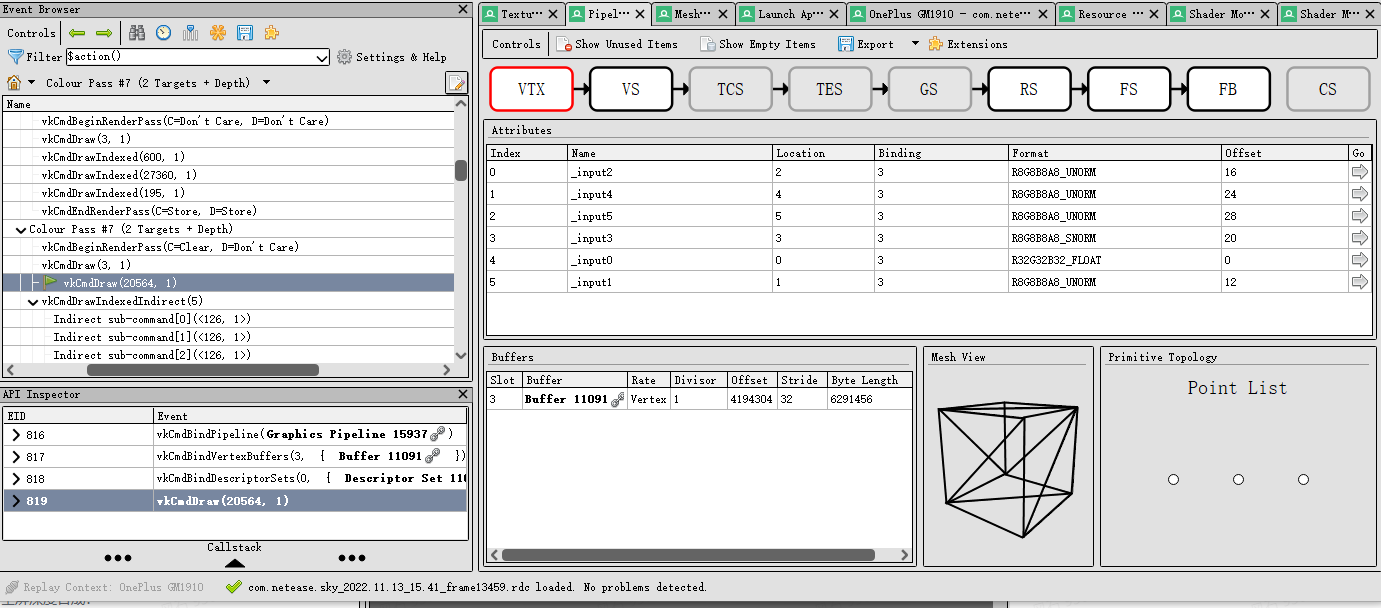 Event Browser
Controls
Filter $action() Settings & Help
Colour Pass #7 (2 Targets + Depth)
Name
vkCmdBeginRenderPass(C=Don't Care, D=Don't Care)
vkCmdDraw(3, 1)
vkCmdDrawIndexed(600, 1)
vkCmdDrawIndexed(27360, 1)
vkCmdDrawIndexed(195, 1)
vkCmdEndRenderPass(C=Store, D=Store)
Colour Pass #7 (2 Targets + Depth)
vkCmdBeginRenderPass(C=Clear, D=Don't Care)
vkCmdDraw(3, 1)
vkCmdDraw(20564, 1)
vkCmdDrawIndexedIndirect(5)
Indirect sub-command[0](<126, 1>)
Indirect sub-command[1](<126, 1>)
Indirect sub-command[2](<126, 1>)
API Inspector
EID Event
816 vkCmdBindPipeline(Graphics Pipeline 15937 )
817 vkCmdBindVertexBuffers(3, { Buffer 11091 })
818 vkCmdBindDescriptorSets(0, { Descriptor Set 110
819 vkCmdDraw(20564, 1)
Callstack
Replay Context: OnePlus GM1910 com.netease.sky_2022.11.13_15.41_frame13459.rdc loaded. No problems detected.
Textu··· Pipel··· Mesh··· Launch Ap··· OnePlus GM1910 - com.nete··· Resource ··· Shader Mo··· Shader M···
Controls Show Unused Items Show Empty Items Export Extensions
VTX VS TCS TES GS RS FS FB CS
Attributes
Index Name Location Binding Format Offset Go
0 _input2 2 3 R8G8B8A8_UNORM 16
1 _input4 4 3 R8G8B8A8_UNORM 24
2 _input5 5 3 R8G8B8A8_UNORM 28
3 _input3 3 3 R8G8B8A8_SNORM 20
4 _input0 0 3 R32G32B32_FLOAT 0
5 _input1 1 3 R8G8B8A8_UNORM 12
Buffers
Slot Buffer Rate Divisor Offset Stride Byte Length
3 Buffer 11091 Vertex 1 4194304 32 6291456
Mesh View
Primitive Topology
Point List